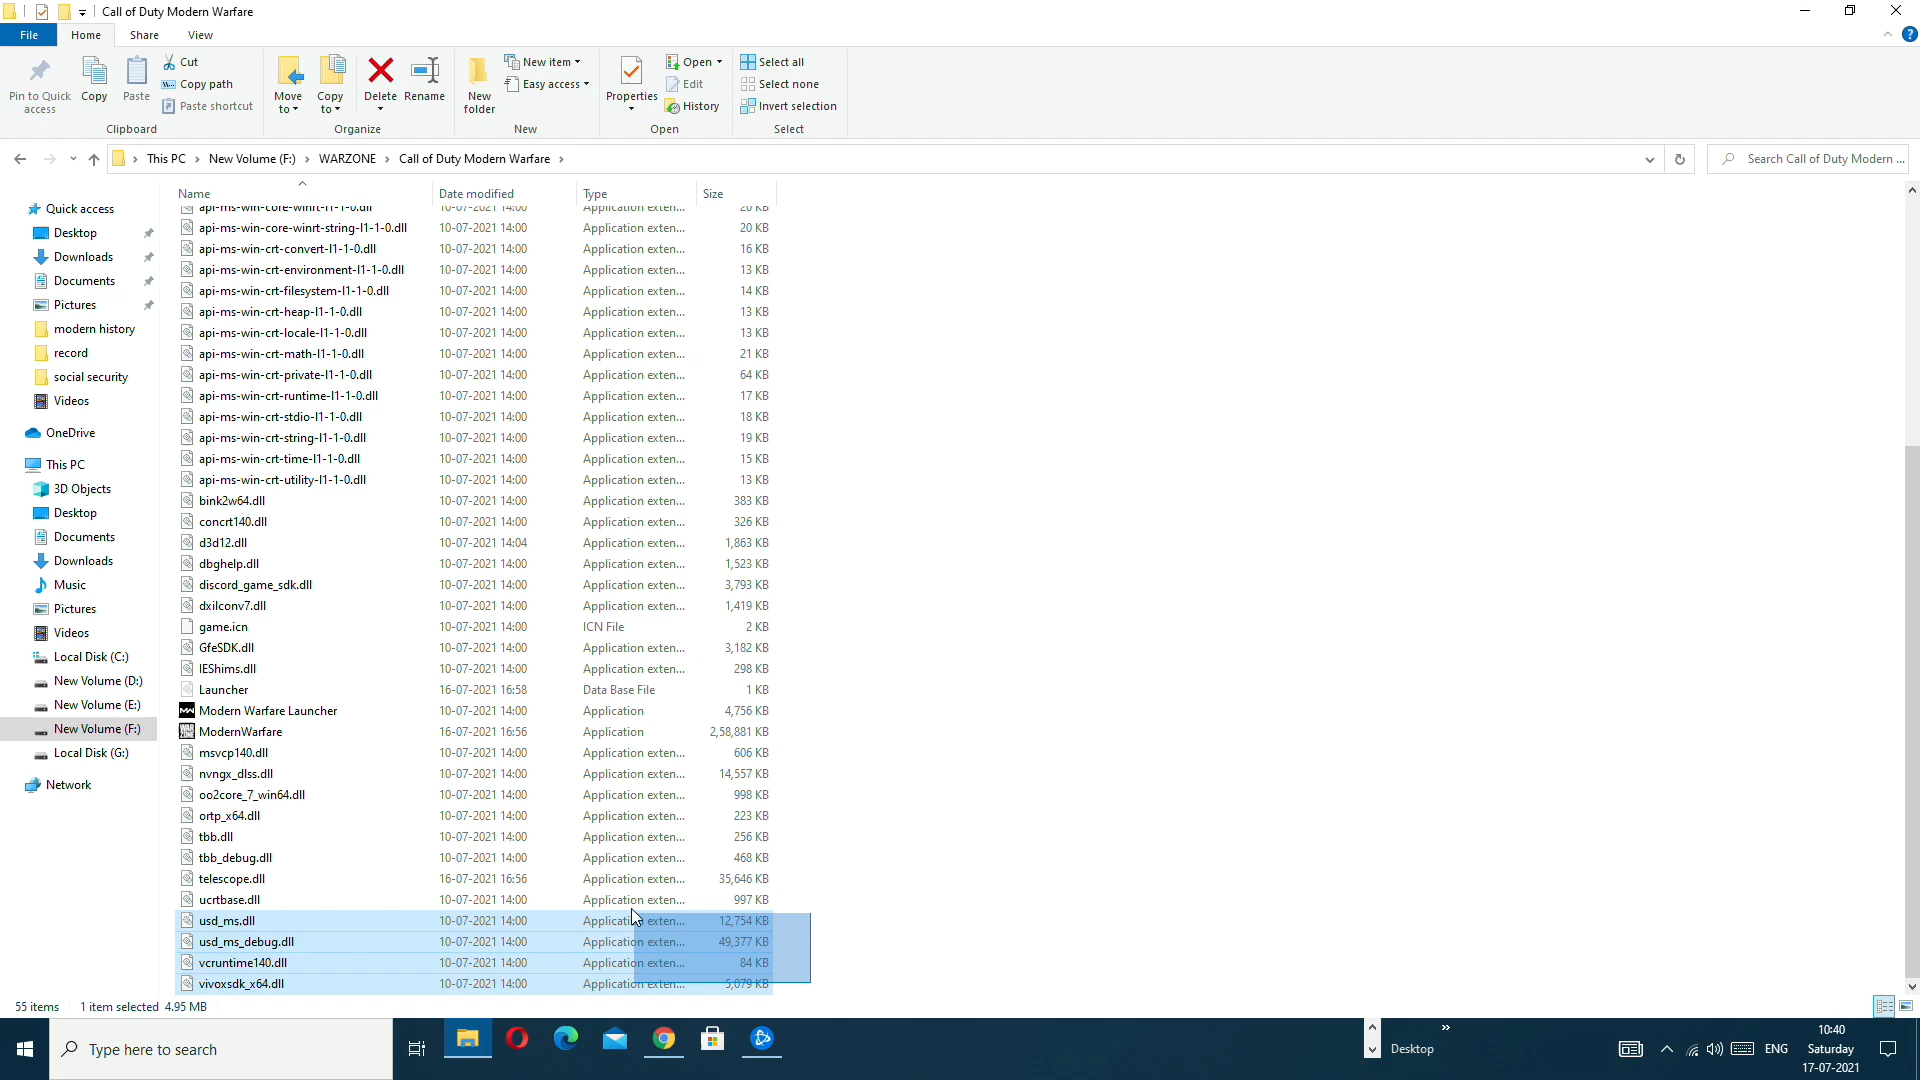 Call of Duty Modern Warfare
File Home Share View
Pin to Quick access
Copy
Paste
Cut
Copy path
Paste shortcut
Clipboard
Move to
Copy to
Delete
Rename
Organize
New folder
New item
Easy access
New
Properties
Open
Edit
History
Open
Select all
Select none
Invert selection
Select
This PC > New Volume (F:) > WARZONE > Call of Duty Modern Warfare >
Search Call of Duty Modern ...
Quick access
Desktop
Downloads
Documents
Pictures
modern history
record
social security
Videos
OneDrive
This PC
3D Objects
Desktop
Documents
Downloads
Music
Pictures
Videos
Local Disk (C:)
New Volume (D:)
New Volume (E:)
New Volume (F:)
Local Disk (G:)
Network
Name Date modified Type Size
api-ms-win-core-winrt-l1-1-0.dll 10-07-2021 14:00 Application exten... 20 KB
api-ms-win-core-winrt-string-l1-1-0.dll 10-07-2021 14:00 Application exten... 20 KB
api-ms-win-crt-convert-l1-1-0.dll 10-07-2021 14:00 Application exten... 16 KB
api-ms-win-crt-environment-l1-1-0.dll 10-07-2021 14:00 Application exten... 13 KB
api-ms-win-crt-filesystem-l1-1-0.dll 10-07-2021 14:00 Application exten... 14 KB
api-ms-win-crt-heap-l1-1-0.dll 10-07-2021 14:00 Application exten... 13 KB
api-ms-win-crt-locale-l1-1-0.dll 10-07-2021 14:00 Application exten... 13 KB
api-ms-win-crt-math-l1-1-0.dll 10-07-2021 14:00 Application exten... 21 KB
api-ms-win-crt-private-l1-1-0.dll 10-07-2021 14:00 Application exten... 64 KB
api-ms-win-crt-runtime-l1-1-0.dll 10-07-2021 14:00 Application exten... 17 KB
api-ms-win-crt-stdio-l1-1-0.dll 10-07-2021 14:00 Application exten... 18 KB
api-ms-win-crt-string-l1-1-0.dll 10-07-2021 14:00 Application exten... 19 KB
api-ms-win-crt-time-l1-1-0.dll 10-07-2021 14:00 Application exten... 15 KB
api-ms-win-crt-utility-l1-1-0.dll 10-07-2021 14:00 Application exten... 13 KB
bink2w64.dll 10-07-2021 14:00 Application exten... 383 KB
concrt140.dll 10-07-2021 14:00 Application exten... 326 KB
d3d12.dll 10-07-2021 14:04 Application exten... 1,863 KB
dbghelp.dll 10-07-2021 14:00 Application exten... 1,523 KB
discord_game_sdk.dll 10-07-2021 14:00 Application exten... 3,793 KB
dxilconv7.dll 10-07-2021 14:00 Application exten... 1,419 KB
game.icn 10-07-2021 14:00 ICN File 2 KB
GfeSDK.dll 10-07-2021 14:00 Application exten... 3,182 KB
IEShims.dll 10-07-2021 14:00 Application exten... 298 KB
Launcher 16-07-2021 16:58 Data Base File 1 KB
Modern Warfare Launcher 10-07-2021 14:00 Application 4,756 KB
ModernWarfare 16-07-2021 16:56 Application 2,58,881 KB
msvcp140.dll 10-07-2021 14:00 Application exten... 606 KB
nvngx_dlss.dll 10-07-2021 14:00 Application exten... 14,557 KB
oo2core_7_win64.dll 10-07-2021 14:00 Application exten... 998 KB
ortp_x64.dll 10-07-2021 14:00 Application exten... 223 KB
tbb.dll 10-07-2021 14:00 Application exten... 256 KB
tbb_debug.dll 10-07-2021 14:00 Application exten... 468 KB
telescope.dll 16-07-2021 16:56 Application exten... 35,646 KB
ucrtbase.dll 10-07-2021 14:00 Application exten... 997 KB
usd_ms.dll 10-07-2021 14:00 Application exten... 12,754 KB
usd_ms_debug.dll 10-07-2021 14:00 Application exten... 49,377 KB
vcruntime140.dll 10-07-2021 14:00 Application exten... 84 KB
vivoxsdk_x64.dll 10-07-2021 14:00 Application exten... 5,079 KB
55 items 1 item selected 4.95 MB
Type here to search
Desktop
ENG
10:40
Saturday
17-07-2021